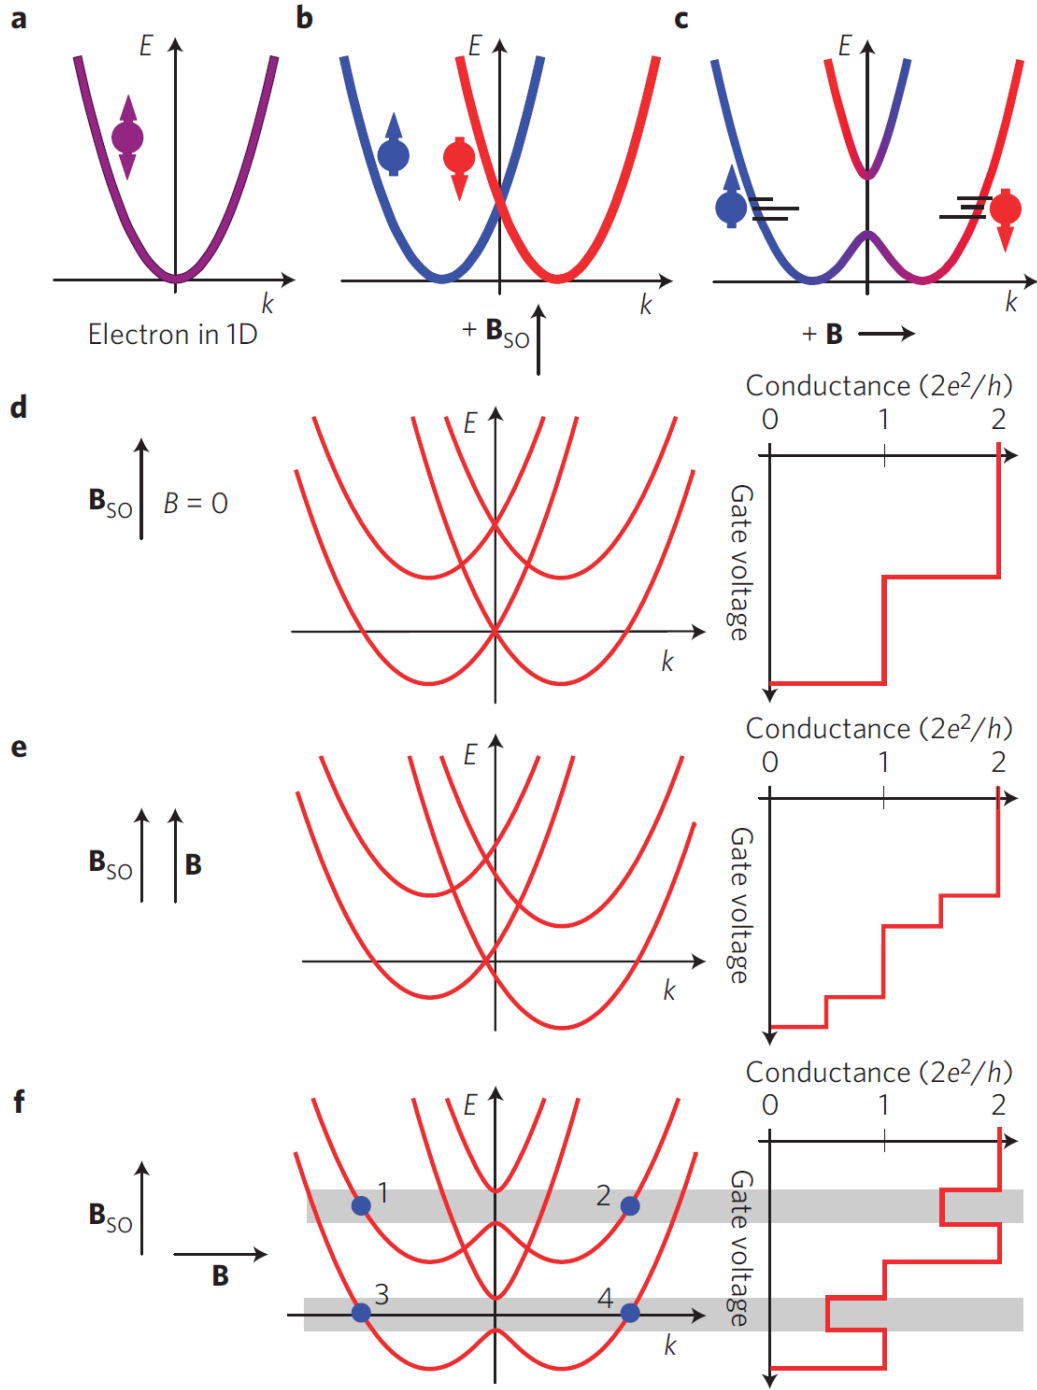 a
b
c
E
E
E
k
k
k
Electron in 1D
+ B_SO
+ B
d
Conductance (2e²/h)
0 1 2
B_SO B = 0
E
k
Gate voltage
e
Conductance (2e²/h)
0 1 2
B_SO B
E
k
Gate voltage
f
Conductance (2e²/h)
0 1 2
B_SO
B
E
1 2
3 4
k
Gate voltage